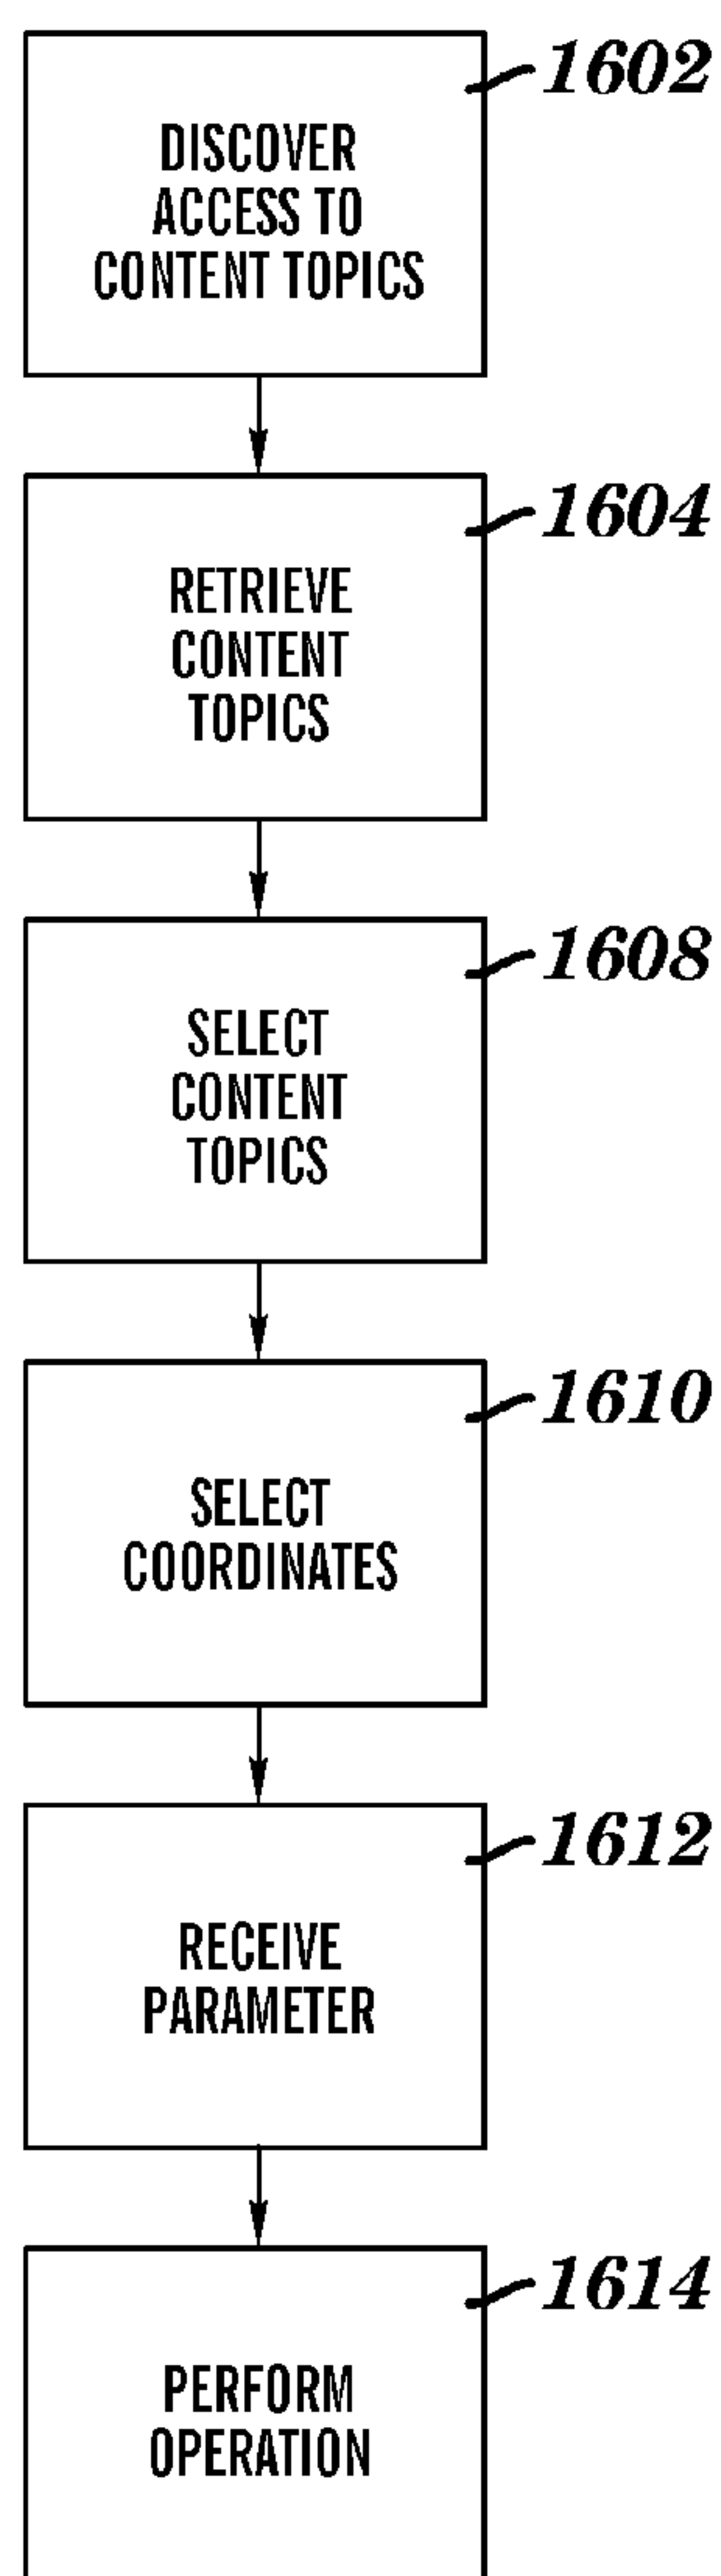 1602
DISCOVER
ACCESS TO
CONTENT TOPICS
1604
RETRIEVE
CONTENT
TOPICS
1608
SELECT
CONTENT
TOPICS
1610
SELECT
COORDINATES
1612
RECEIVE
PARAMETER
1614
PERFORM
OPERATION